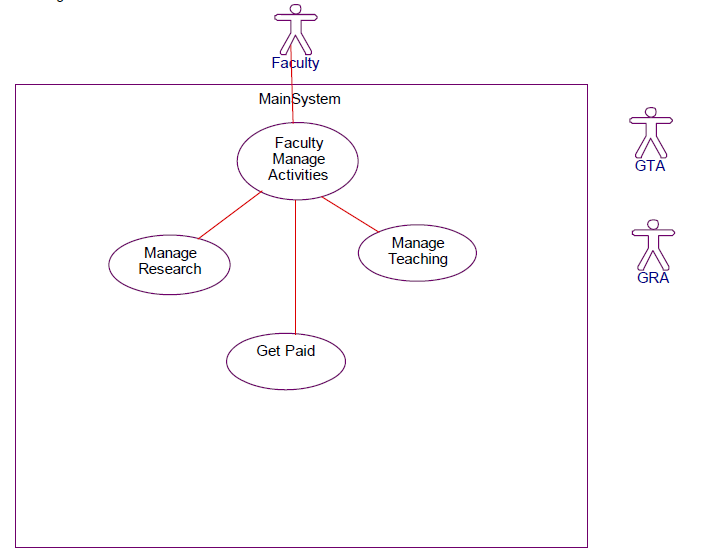 Faculty
MainSystem
Faculty
Manage
Activities
GTA
Manage
Research
Manage
Teaching
GRA
Get Paid